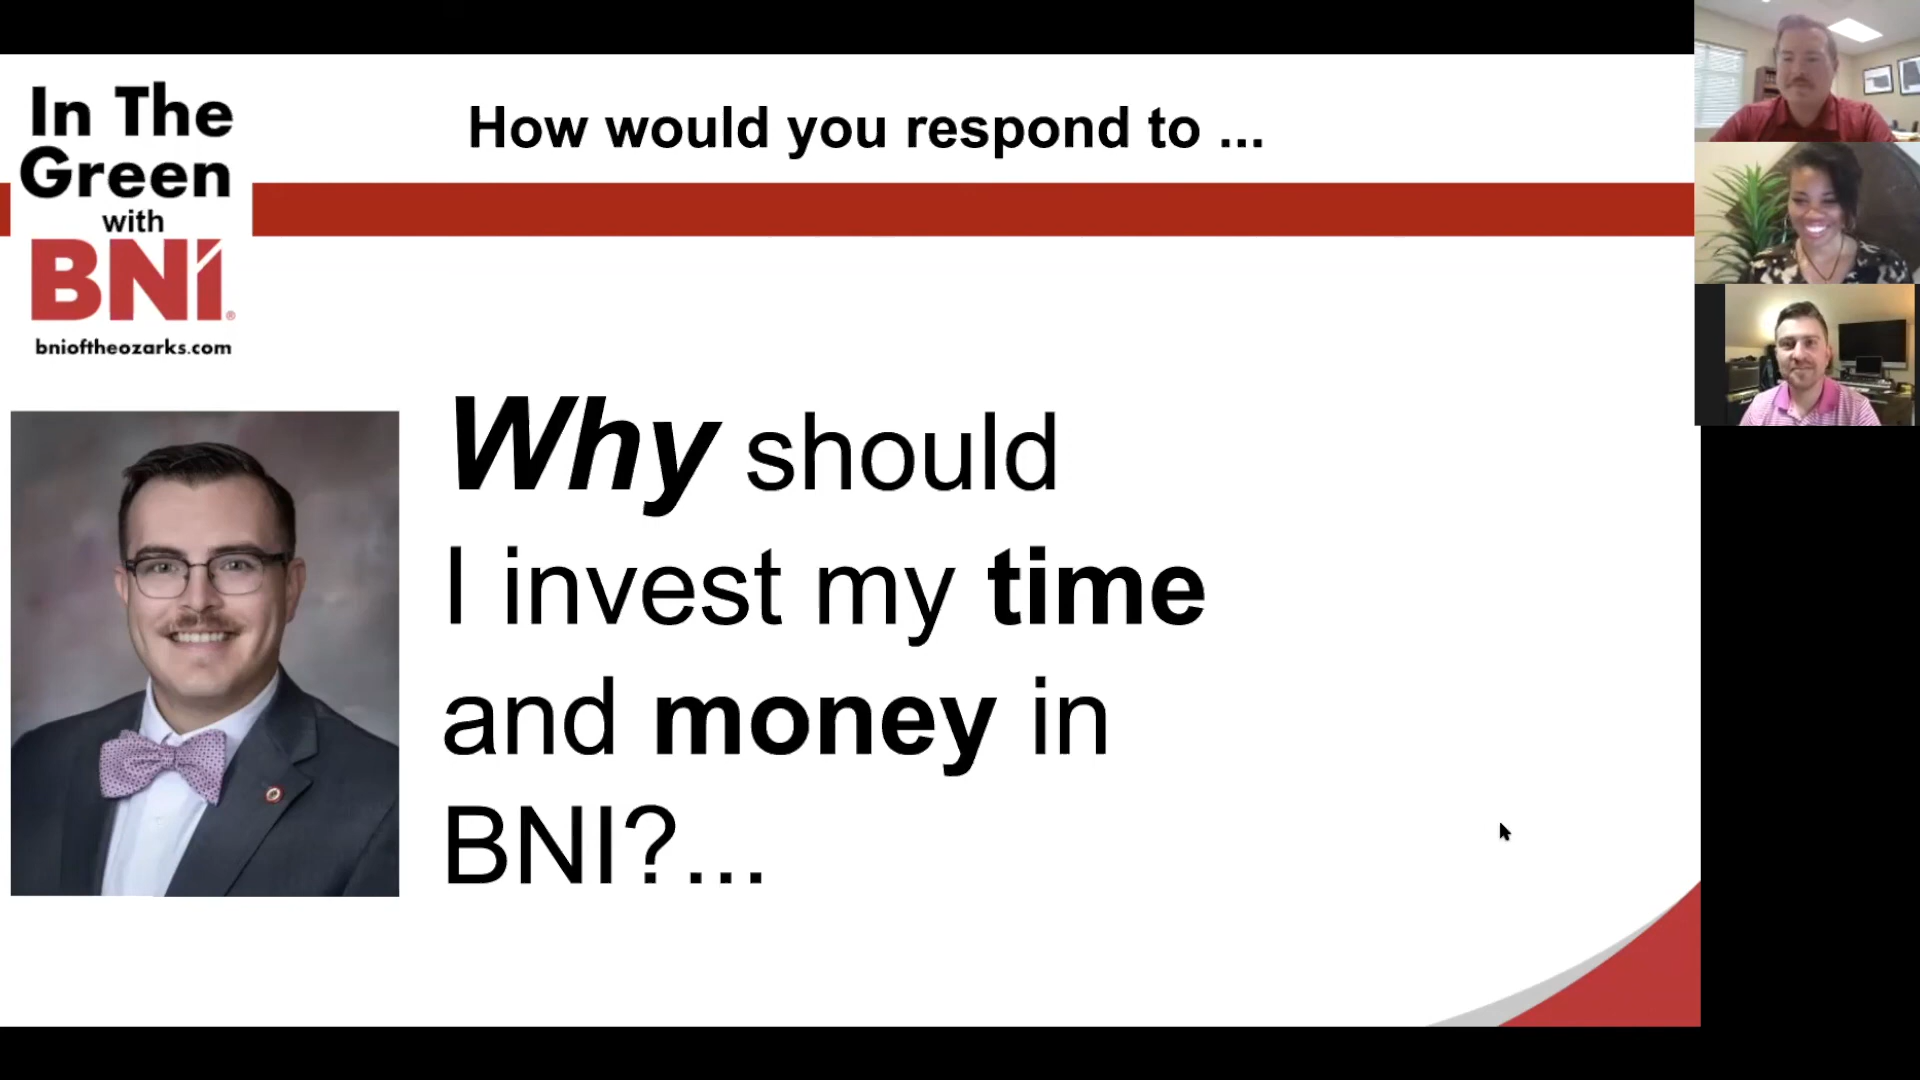 In The
Green
with
BNI®
bnioftheozarks.com
How would you respond to ...
Why should
I invest my time
and money in
BNI?...